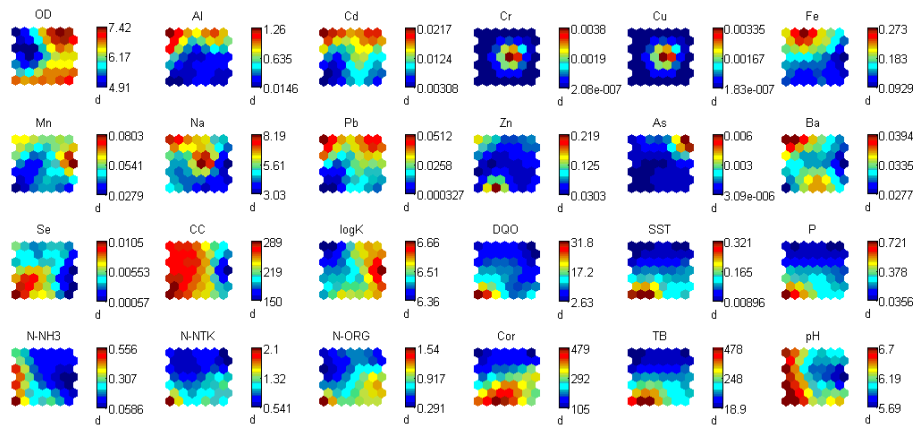 OD Al Cd Cr Cu Fe
7.42 1.26 0.0217 0.0038 0.00335 0.273
6.17 0.635 0.0124 0.0019 0.00167 0.183
4.91 0.0146 0.00308 2.08e-007 1.83e-007 0.0929
d d d d d d
Mn Na Pb Zn As Ba
0.0803 8.19 0.0512 0.219 0.006 0.0394
0.0541 5.61 0.0258 0.125 0.003 0.0335
0.0279 3.03 0.000327 0.0303 3.09e-006 0.0277
d d d d d d
Se CC logK DQO SST P
0.0105 289 6.66 31.8 0.321 0.721
0.00553 219 6.51 17.2 0.165 0.378
0.00057 150 6.36 2.63 0.00896 0.0356
d d d d d d
N-NH3 N-NTK N-ORG Cor TB pH
0.556 2.1 1.54 479 478 6.7
0.307 1.32 0.917 292 248 6.19
0.0586 0.541 0.291 105 18.9 5.69
d d d d d d